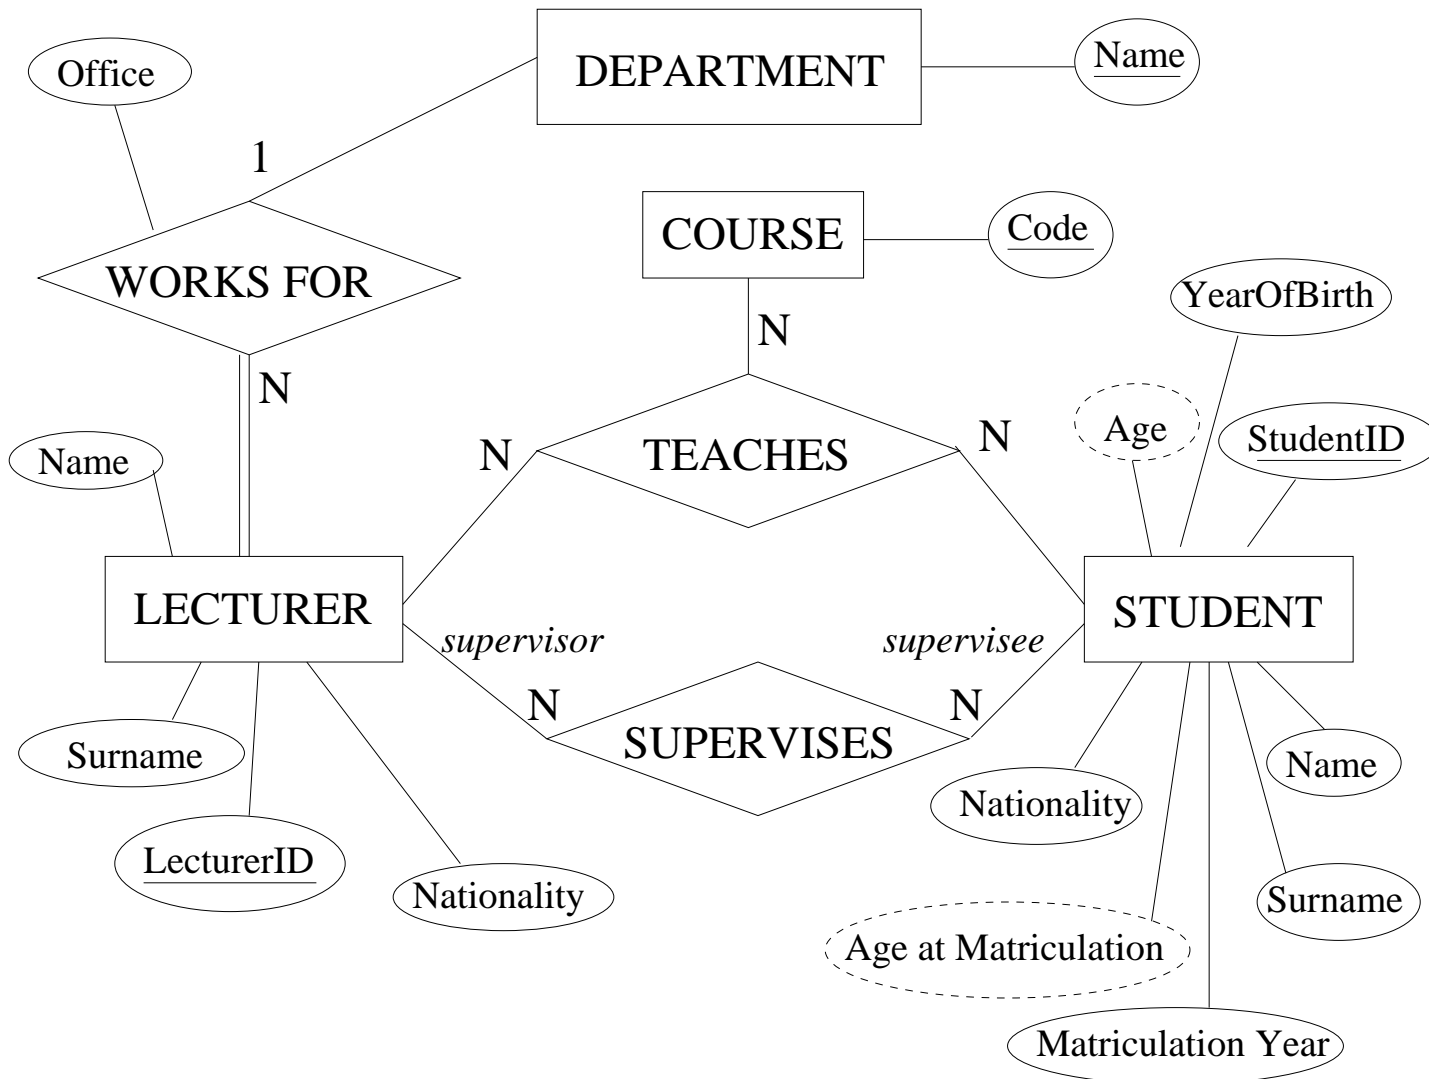 Office
DEPARTMENT
Name
1
COURSE
Code
WORKS FOR
YearOfBirth
N
N
Age
StudentID
Name
N
TEACHES
N
LECTURER
STUDENT
supervisor
supervisee
N
SUPERVISES
N
Surname
Nationality
Name
LecturerID
Nationality
Surname
Age at Matriculation
Matriculation Year